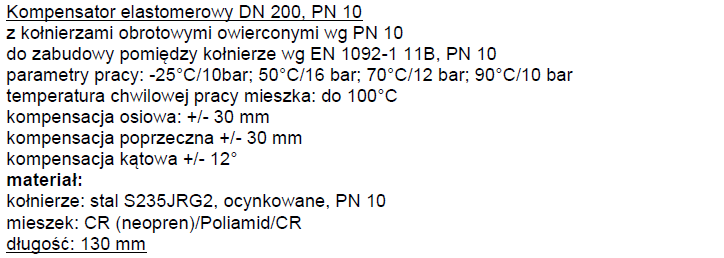 Kompensator elastomerowy DN 200, PN 10
z kołnierzami obrotowymi owierconymi wg PN 10
do zabudowy pomiędzy kołnierze wg EN 1092-1 11B, PN 10
parametry pracy: -25°C/10bar; 50°C/16 bar; 70°C/12 bar; 90°C/10 bar
temperatura chwilowej pracy mieszka: do 100°C
kompensacja osiowa: +/- 30 mm
kompensacja poprzeczna +/- 30 mm
kompensacja kątowa +/- 12°
materiał:
kołnierze: stal S235JRG2, ocynkowane, PN 10
mieszek: CR (neopren)/Poliamid/CR
długość: 130 mm